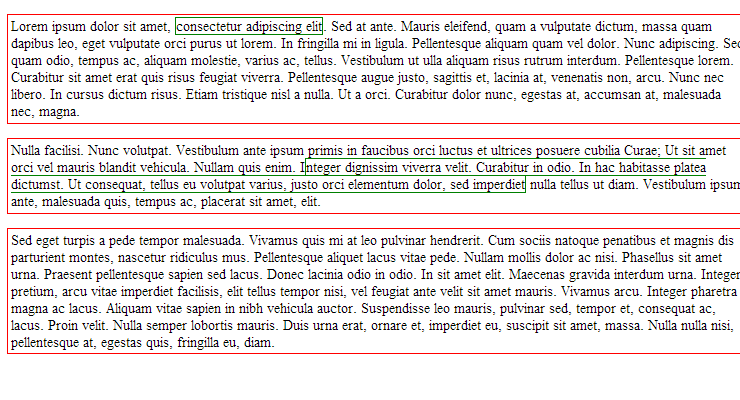 Lorem ipsum dolor sit amet, consectetur adipiscing elit. Sed at ante. Mauris eleifend, quam a vulputate dictum, massa quam
dapibus leo, eget vulputate orci purus ut lorem. In fringilla mi in ligula. Pellentesque aliquam quam vel dolor. Nunc adipiscing. Sed
quam odio, tempus ac, aliquam molestie, varius ac, tellus. Vestibulum ut ulla aliquam risus rutrum interdum. Pellentesque lorem.
Curabitur sit amet erat quis risus feugiat viverra. Pellentesque augue justo, sagittis et, lacinia at, venenatis non, arcu. Nunc nec
libero. In cursus dictum risus. Etiam tristique nisl a nulla. Ut a orci. Curabitur dolor nunc, egestas at, accumsan at, malesuada
nec, magna.
Nulla facilisi. Nunc volutpat. Vestibulum ante ipsum primis in faucibus orci luctus et ultrices posuere cubilia Curae; Ut sit amet
orci vel mauris blandit vehicula. Nullam quis enim. Integer dignissim viverra velit. Curabitur in odio. In hac habitasse platea
dictumst. Ut consequat, tellus eu volutpat varius, justo orci elementum dolor, sed imperdiet nulla tellus ut diam. Vestibulum ipsum
ante, malesuada quis, tempus ac, placerat sit amet, elit.
Sed eget turpis a pede tempor malesuada. Vivamus quis mi at leo pulvinar hendrerit. Cum sociis natoque penatibus et magnis dis
parturient montes, nascetur ridiculus mus. Pellentesque aliquet lacus vitae pede. Nullam mollis dolor ac nisi. Phasellus sit amet
urna. Praesent pellentesque sapien sed lacus. Donec lacinia odio in odio. In sit amet elit. Maecenas gravida interdum urna. Integer
pretium, arcu vitae imperdiet facilisis, elit tellus tempor nisi, vel feugiat ante velit sit amet mauris. Vivamus arcu. Integer pharetra
magna ac lacus. Aliquam vitae sapien in nibh vehicula auctor. Suspendisse leo mauris, pulvinar sed, tempor et, consequat ac,
lacus. Proin velit. Nulla semper lobortis mauris. Duis urna erat, ornare et, imperdiet eu, suscipit sit amet, massa. Nulla nulla nisi,
pellentesque at, egestas quis, fringilla eu, diam.